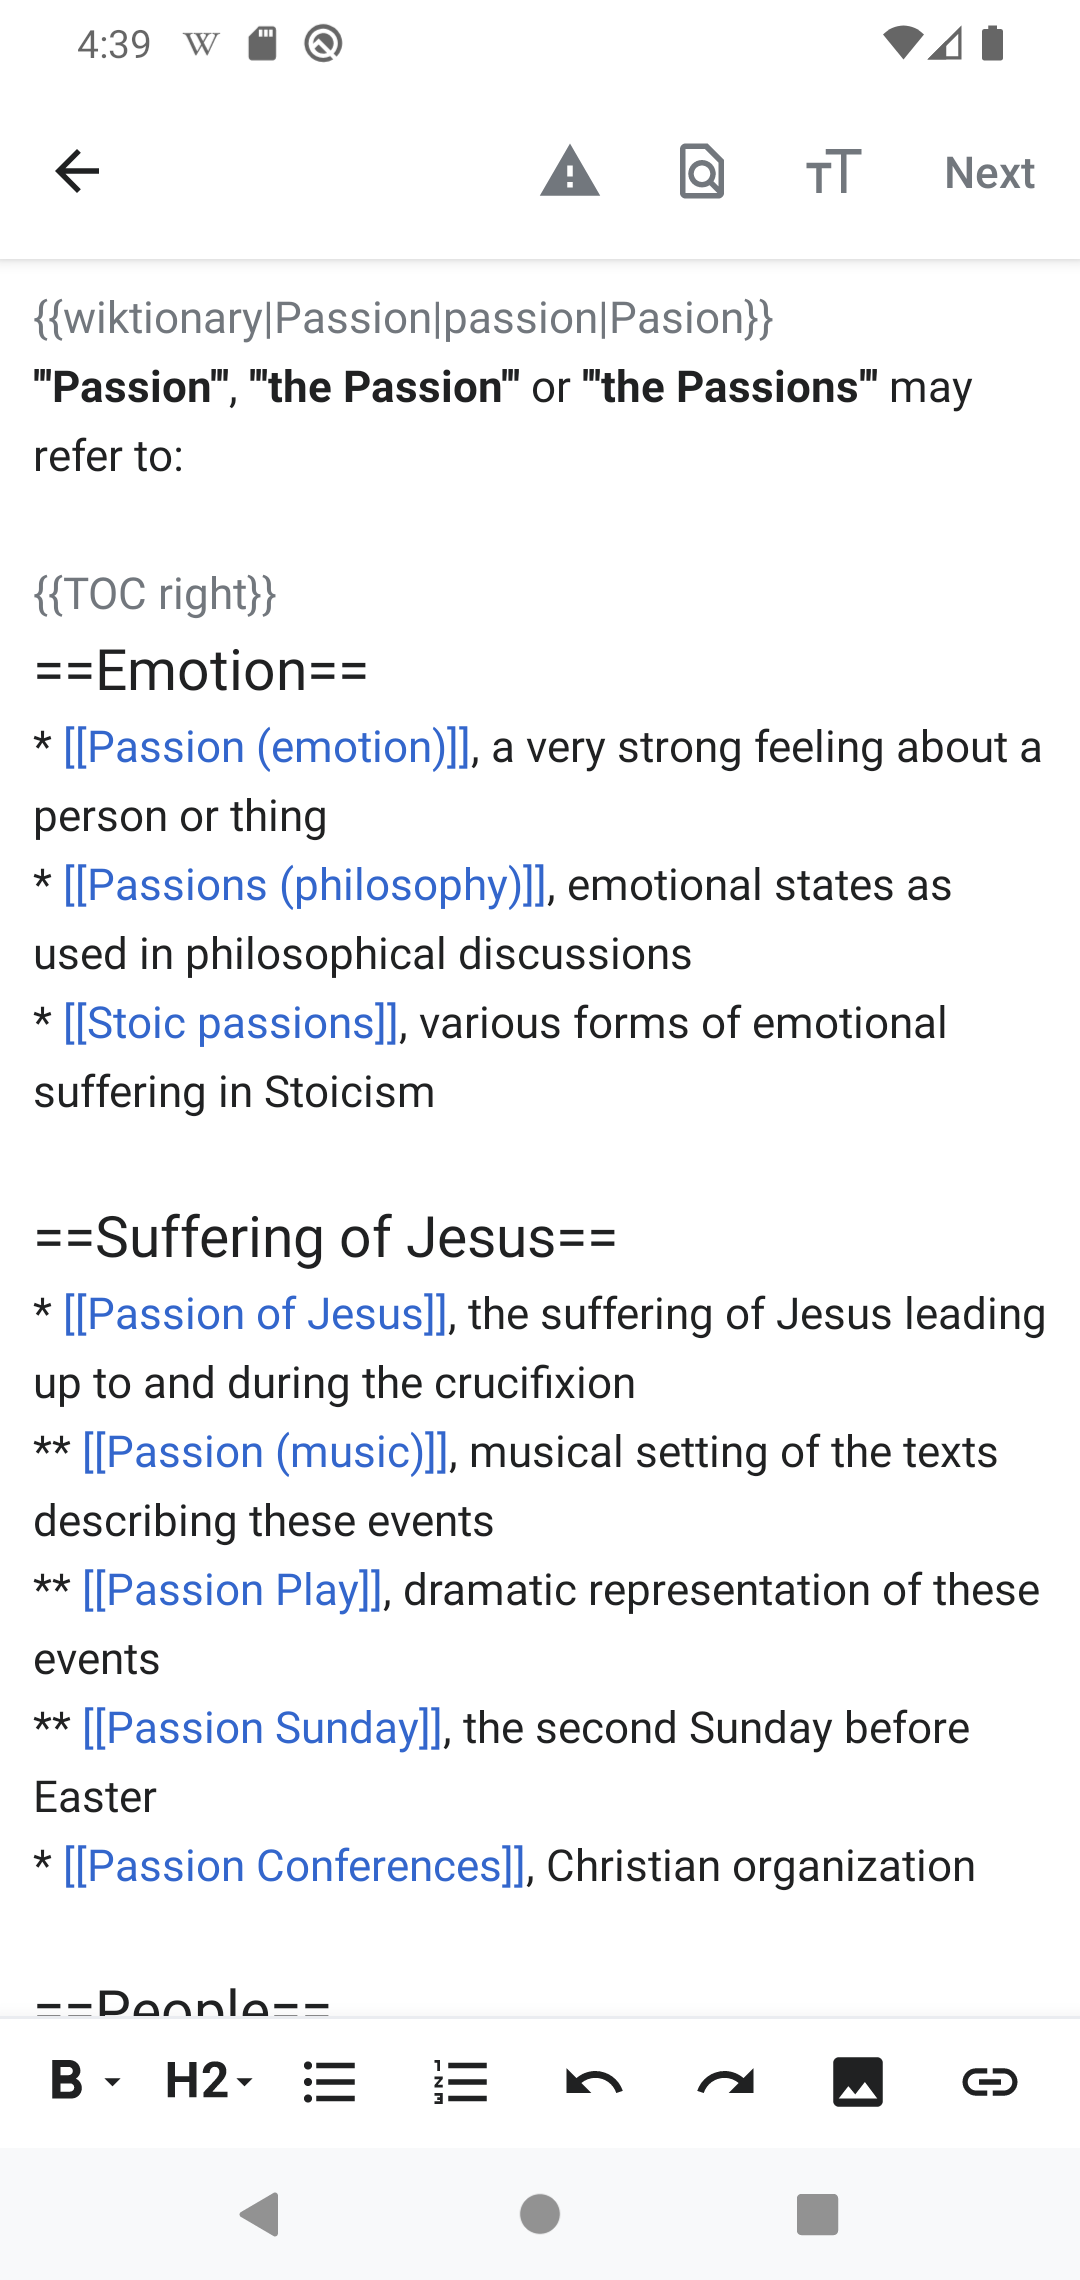 4:39
Next
{{wiktionary|Passion|passion|Pasion}}
'''Passion''', '''the Passion''' or '''the Passions''' may
refer to:
{{TOC right}}
==Emotion==
* [[Passion (emotion)]], a very strong feeling about a
person or thing
* [[Passions (philosophy)]], emotional states as
used in philosophical discussions
* [[Stoic passions]], various forms of emotional
suffering in Stoicism
==Suffering of Jesus==
* [[Passion of Jesus]], the suffering of Jesus leading
up to and during the crucifixion
** [[Passion (music)]], musical setting of the texts
describing these events
** [[Passion Play]], dramatic representation of these
events
** [[Passion Sunday]], the second Sunday before
Easter
* [[Passion Conferences]], Christian organization
==People==
B H2